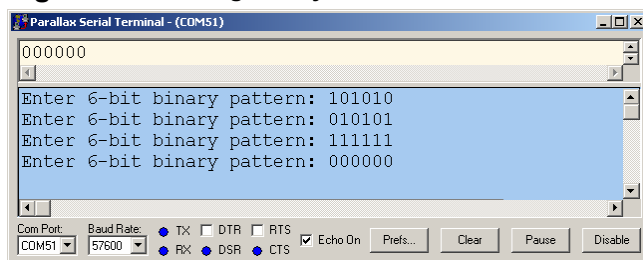 Parallax Serial Terminal - (COM51)
000000
Enter 6-bit binary pattern: 101010
Enter 6-bit binary pattern: 010101
Enter 6-bit binary pattern: 111111
Enter 6-bit binary pattern: 000000
Com Port: Baud Rate: TX DTR RTS
COM51 57600 RX DSR CTS Echo On Prefs... Clear Pause Disable